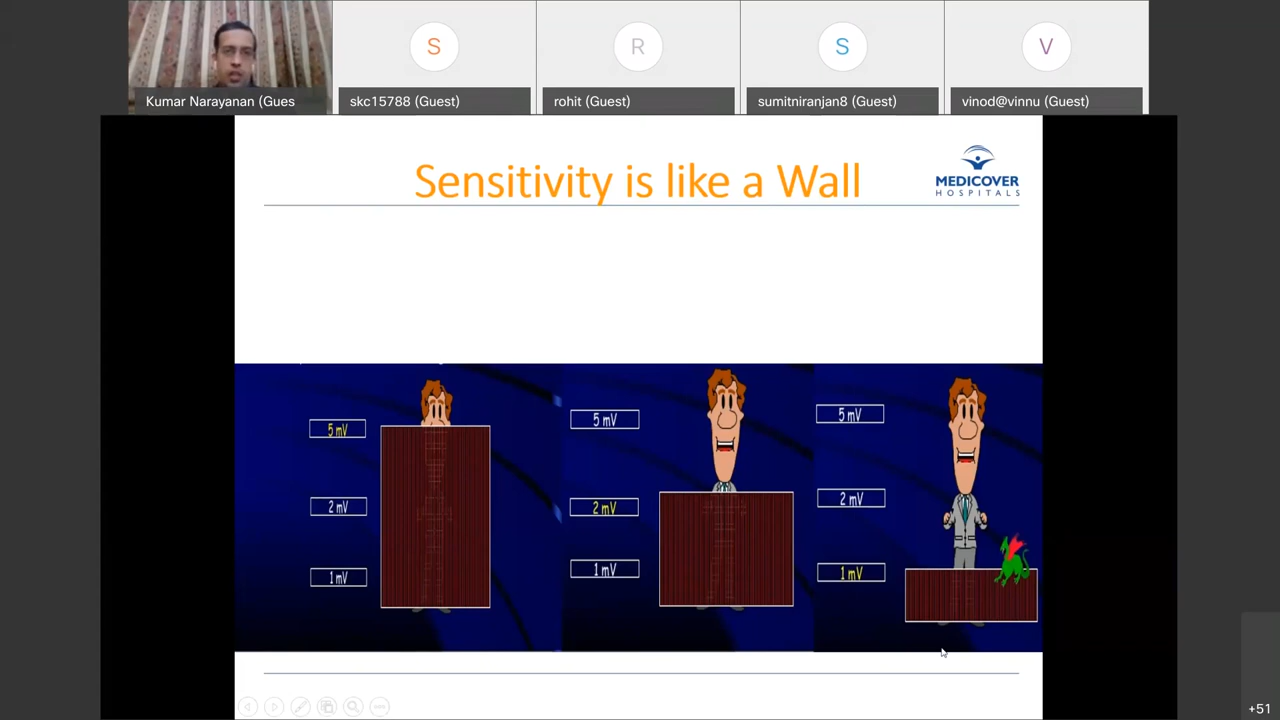 S
R
S
V
Kumar Narayanan (Gues
skc15788 (Guest)
rohit (Guest)
sumitniranjan8 (Guest)
vinod@vinnu (Guest)
Sensitivity is like a Wall
MEDICOVER
HOSPITALS
5 mV
2 mV
1 mV
5 mV
2 mV
1 mV
5 mV
2 mV
1 mV
+51